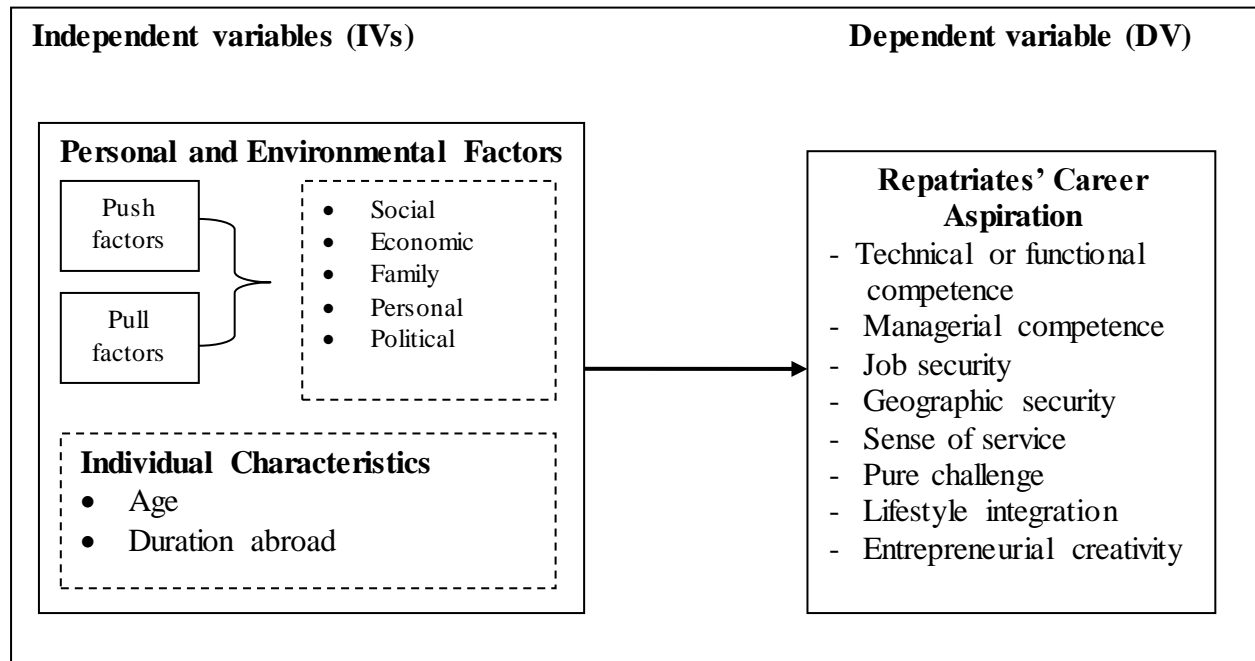 Independent variables (IVs)
Dependent variable (DV)
Personal and Environmental Factors
Push
factors
Pull
factors
• Social
• Economic
• Family
• Personal
• Political
Individual Characteristics
• Age
• Duration abroad
Repatriates’ Career
Aspiration
- Technical or functional
competence
- Managerial competence
- Job security
- Geographic security
- Sense of service
- Pure challenge
- Lifestyle integration
- Entrepreneurial creativity